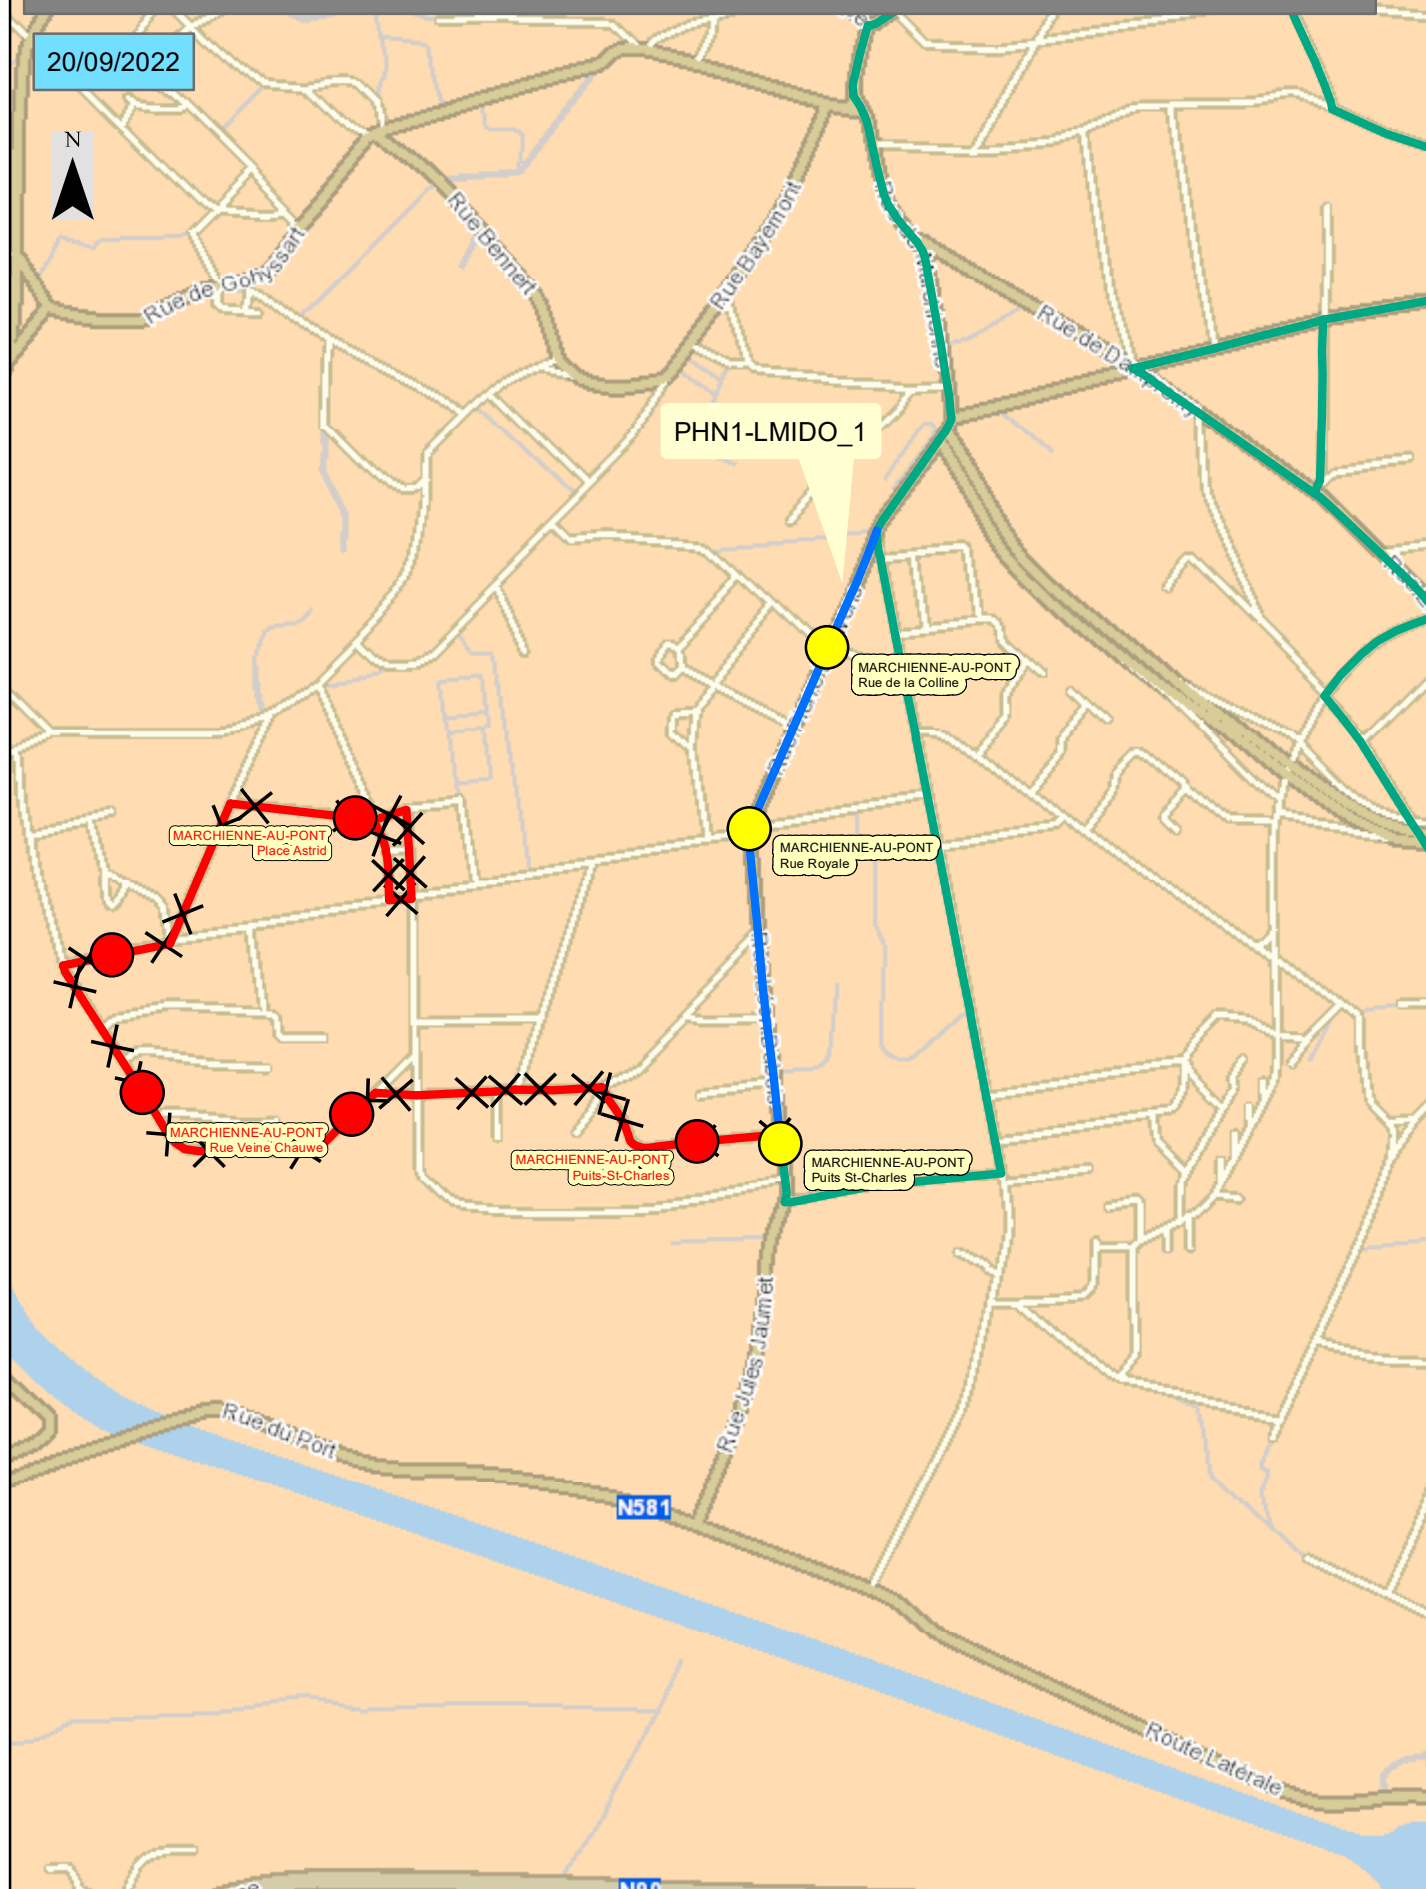 20/09/2022
N
Rue Bennert
Rue Bayemont
Rue de Gohyssart
Rue de Dampremy
PHN1-LMIDO_1
MARCHIENNE-AU-PONT
Rue de la Colline
MARCHIENNE-AU-PONT
Place Astrid
MARCHIENNE-AU-PONT
Rue Royale
MARCHIENNE-AU-PONT
Rue Veine Chauwe
MARCHIENNE-AU-PONT
Puits-St-Charles
MARCHIENNE-AU-PONT
Puits St-Charles
Rue Jules Jaumet
Rue du Port
N581
Route Latérale